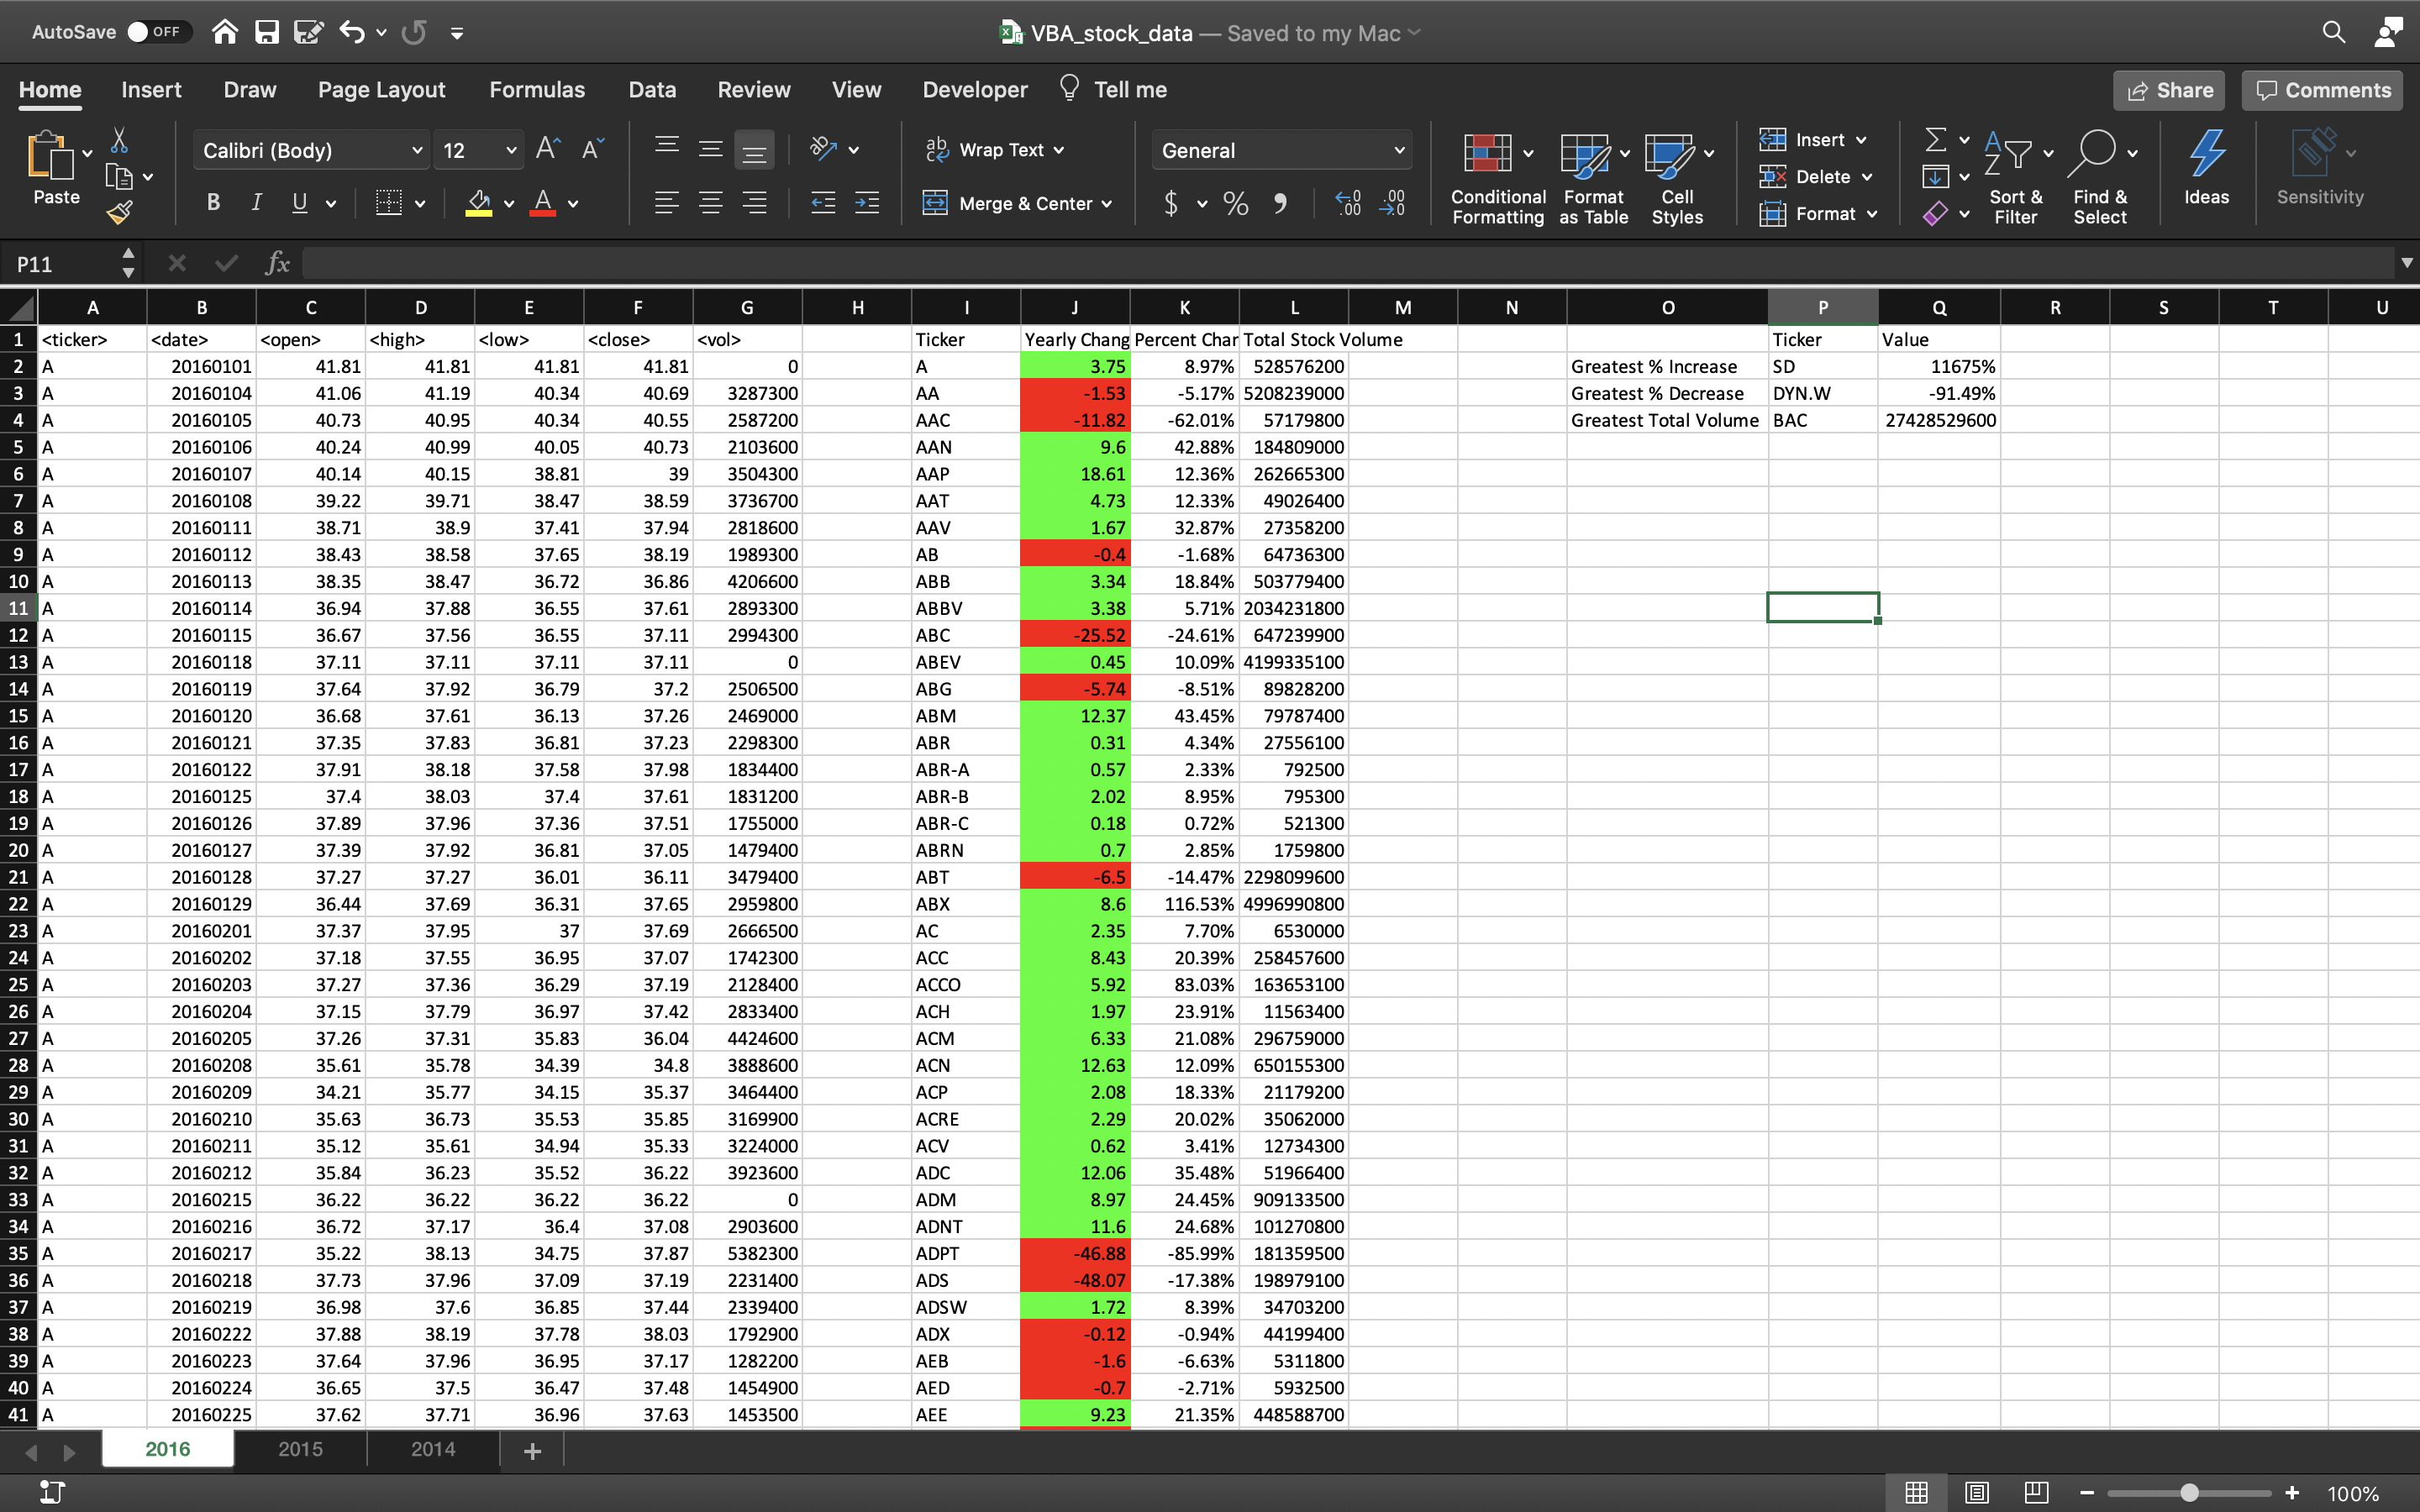 AutoSave OFF VBA_stock_data — Saved to my Mac
Home Insert Draw Page Layout Formulas Data Review View Developer Tell me Share Comments
Paste Calibri (Body) 12 Wrap Text General Conditional Formatting Format as Table Cell Styles Insert Sort & Filter Find & Select Ideas Sensitivity
Delete
B I U Merge & Center $ % Format
P11 fx
A B C D E F G H I J K L M N O P Q R S T U
1 <ticker> <date> <open> <high> <low> <close> <vol> Ticker Yearly Chang Percent Char Total Stock Volume Ticker Value
2 A 20160101 41.81 41.81 41.81 41.81 0 A 3.75 8.97% 528576200 Greatest % Increase SD 11675%
3 A 20160104 41.06 41.19 40.34 40.69 3287300 AA -1.53 -5.17% 5208239000 Greatest % Decrease DYN.W -91.49%
4 A 20160105 40.73 40.95 40.34 40.55 2587200 AAC -11.82 -62.01% 57179800 Greatest Total Volume BAC 27428529600
5 A 20160106 40.24 40.99 40.05 40.73 2103600 AAN 9.6 42.88% 184809000
6 A 20160107 40.14 40.15 38.81 39 3504300 AAP 18.61 12.36% 262665300
7 A 20160108 39.22 39.71 38.47 38.59 3736700 AAT 4.73 12.33% 49026400
8 A 20160111 38.71 38.9 37.41 37.94 2818600 AAV 1.67 32.87% 27358200
9 A 20160112 38.43 38.58 37.65 38.19 1989300 AB -0.4 -1.68% 64736300
10 A 20160113 38.35 38.47 36.72 36.86 4206600 ABB 3.34 18.84% 503779400
11 A 20160114 36.94 37.88 36.55 37.61 2893300 ABBV 3.38 5.71% 2034231800
12 A 20160115 36.67 37.56 36.55 37.11 2994300 ABC -25.52 -24.61% 647239900
13 A 20160118 37.11 37.11 37.11 37.11 0 ABEV 0.45 10.09% 4199335100
14 A 20160119 37.64 37.92 36.79 37.2 2506500 ABG -5.74 -8.51% 89828200
15 A 20160120 36.68 37.61 36.13 37.26 2469000 ABM 12.37 43.45% 79787400
16 A 20160121 37.35 37.83 36.81 37.23 2298300 ABR 0.31 4.34% 27556100
17 A 20160122 37.91 38.18 37.58 37.98 1834400 ABR-A 0.57 2.33% 792500
18 A 20160125 37.4 38.03 37.4 37.61 1831200 ABR-B 2.02 8.95% 795300
19 A 20160126 37.89 37.96 37.36 37.51 1755000 ABR-C 0.18 0.72% 521300
20 A 20160127 37.39 37.92 36.81 37.05 1479400 ABRN 0.7 2.85% 1759800
21 A 20160128 37.27 37.27 36.01 36.11 3479400 ABT -6.5 -14.47% 2298099600
22 A 20160129 36.44 37.69 36.31 37.65 2959800 ABX 8.6 116.53% 4996990800
23 A 20160201 37.37 37.95 37 37.69 2666500 AC 2.35 7.70% 6530000
24 A 20160202 37.18 37.55 36.95 37.07 1742300 ACC 8.43 20.39% 258457600
25 A 20160203 37.27 37.36 36.29 37.19 2128400 ACCO 5.92 83.03% 163653100
26 A 20160204 37.15 37.79 36.97 37.42 2833400 ACH 1.97 23.91% 11563400
27 A 20160205 37.26 37.31 35.83 36.04 4424600 ACM 6.33 21.08% 296759000
28 A 20160208 35.61 35.78 34.39 34.8 3888600 ACN 12.63 12.09% 650155300
29 A 20160209 34.21 35.77 34.15 35.37 3464400 ACP 2.08 18.33% 21179200
30 A 20160210 35.63 36.73 35.53 35.85 3169900 ACRE 2.29 20.02% 35062000
31 A 20160211 35.12 35.61 34.94 35.33 3224000 ACV 0.62 3.41% 12734300
32 A 20160212 35.84 36.23 35.52 36.22 3923600 ADC 12.06 35.48% 51966400
33 A 20160215 36.22 36.22 36.22 36.22 0 ADM 8.97 24.45% 909133500
34 A 20160216 36.72 37.17 36.4 37.08 2903600 ADNT 11.6 24.68% 101270800
35 A 20160217 35.22 38.13 34.75 37.87 5382300 ADPT -46.88 -85.99% 181359500
36 A 20160218 37.73 37.96 37.09 37.19 2231400 ADS -48.07 -17.38% 198979100
37 A 20160219 36.98 37.6 36.85 37.44 2339400 ADSW 1.72 8.39% 34703200
38 A 20160222 37.88 38.19 37.78 38.03 1792900 ADX -0.12 -0.94% 44199400
39 A 20160223 37.64 37.96 36.95 37.17 1282200 AEB -1.6 -6.63% 5311800
40 A 20160224 36.65 37.5 36.47 37.48 1454900 AED -0.7 -2.71% 5932500
41 A 20160225 37.62 37.71 36.96 37.63 1453500 AEE 9.23 21.35% 448588700
2016 2015 2014 +
100%